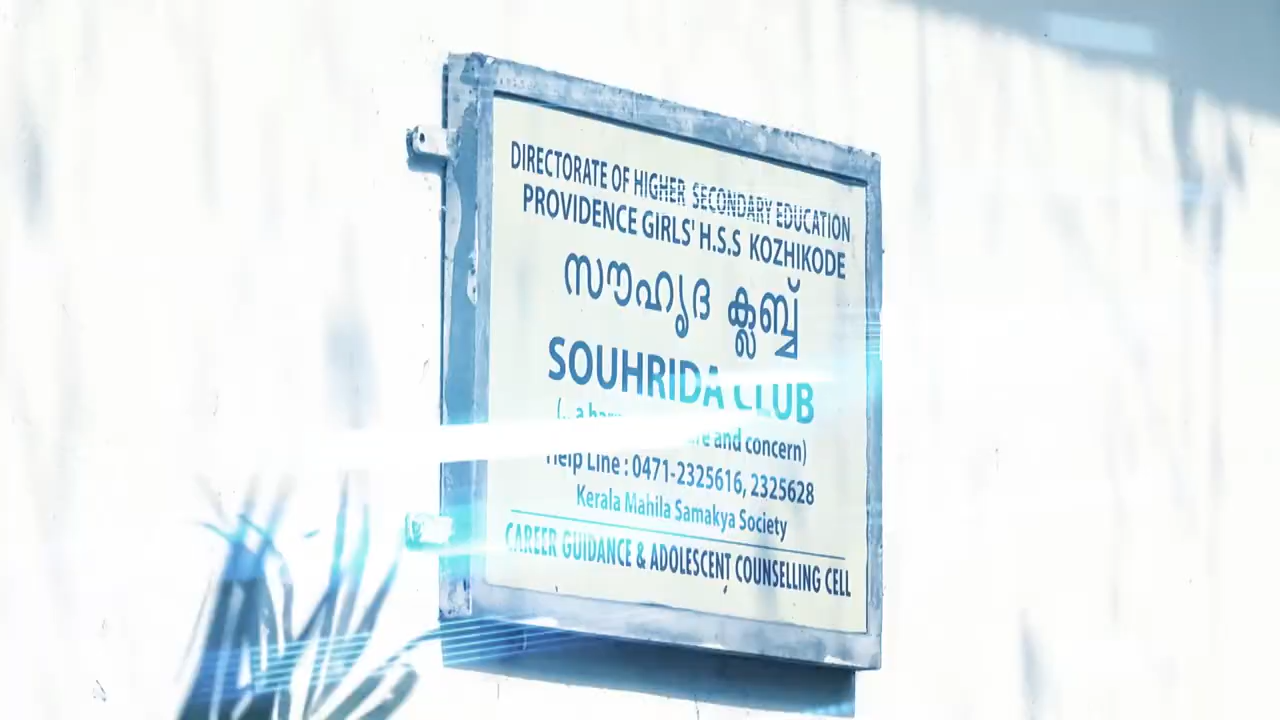 DIRECTORATE OF HIGHER SECONDARY EDUCATION
PROVIDENCE GIRLS' H.S.S KOZHIKODE
സൗഹൃദ ക്ലബ്ബ്
SOUHRIDA CLUB
(.. a and concern)
Help Line : 0471-2325616, 2325628
Kerala Mahila Samakya Society
CAREER GUIDANCE & ADOLESCENT COUNSELLING CELL